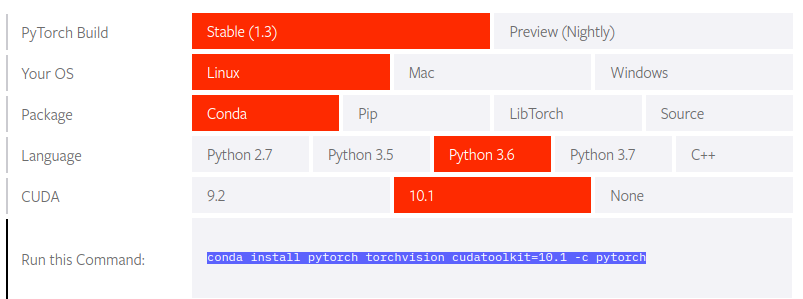 PyTorch Build Stable (1.3) Preview (Nightly)
Your OS Linux Mac Windows
Package Conda Pip LibTorch Source
Language Python 2.7 Python 3.5 Python 3.6 Python 3.7 C++
CUDA 9.2 10.1 None
Run this Command: conda install pytorch torchvision cudatoolkit=10.1 -c pytorch